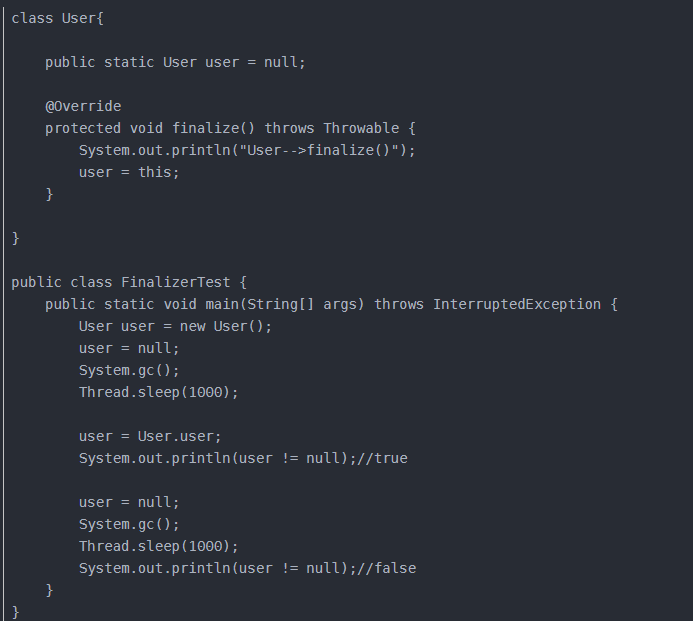 class User{
public static User user = null;
@Override
protected void finalize() throws Throwable {
System.out.println("User-->finalize()");
user = this;
}
}
public class FinalizerTest {
public static void main(String[] args) throws InterruptedException {
User user = new User();
user = null;
System.gc();
Thread.sleep(1000);
user = User.user;
System.out.println(user != null);//true
user = null;
System.gc();
Thread.sleep(1000);
System.out.println(user != null);//false
}
}